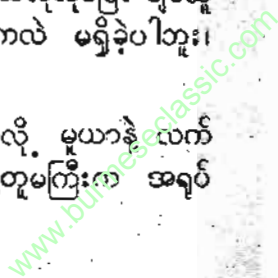 ကလဲ မရှိခဲ့ပါဘူး၊
လို့ မူယာနွဲ့ လက်
တူမကြီးက အရုပ်
www.burmeseclassic.com